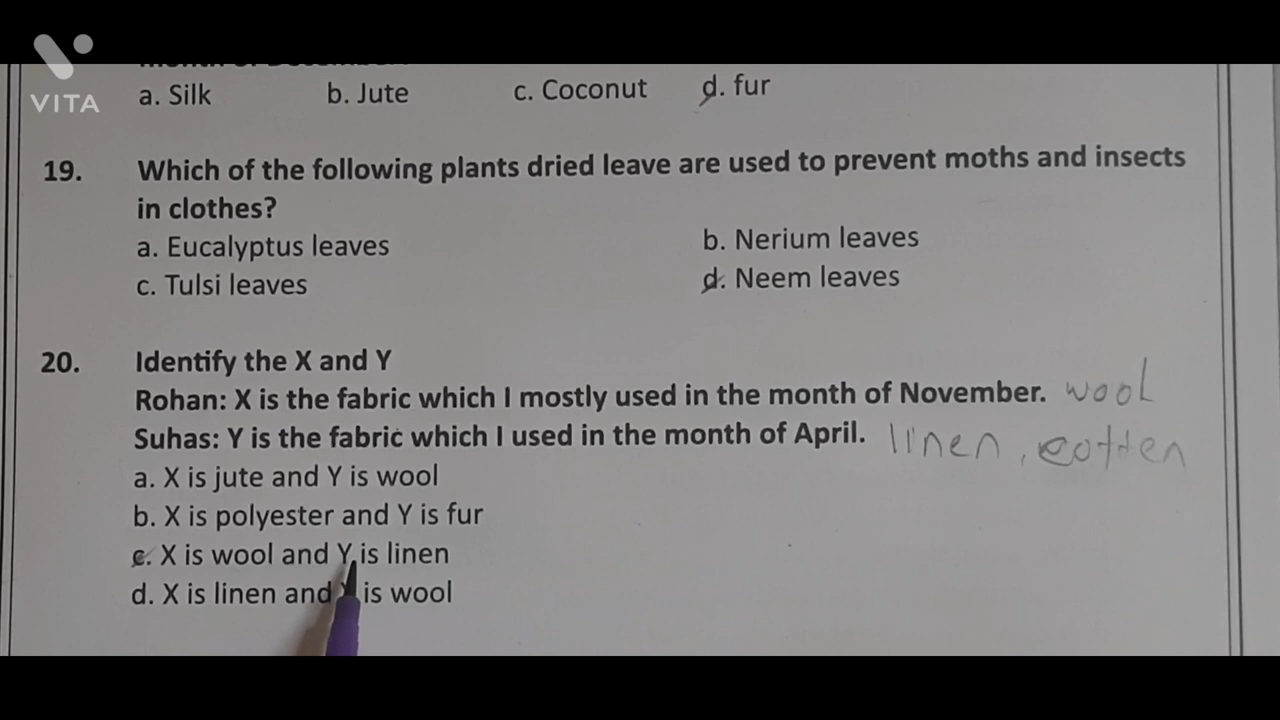 VITA
a. Silk b. Jute c. Coconut d. fur
19. Which of the following plants dried leave are used to prevent moths and insects
in clothes?
a. Eucalyptus leaves b. Nerium leaves
c. Tulsi leaves d. Neem leaves
20. Identify the X and Y
Rohan: X is the fabric which I mostly used in the month of November. wool
Suhas: Y is the fabric which I used in the month of April. linen, cotten
a. X is jute and Y is wool
b. X is polyester and Y is fur
c. X is wool and Y is linen
d. X is linen and Y is wool